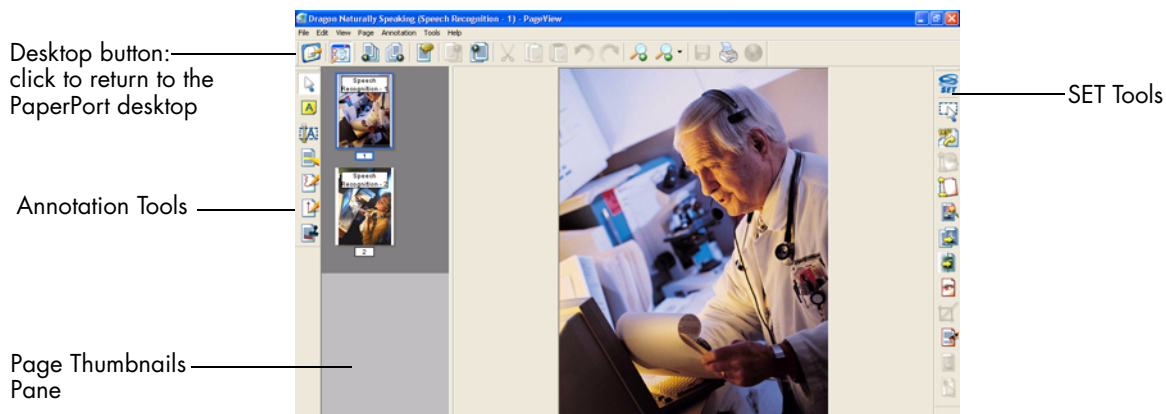 Dragon Naturally Speaking (Speech Recognition - 1) - PageView
File Edit View Page Annotation Tools Help
Desktop button:
click to return to the
PaperPort desktop
SET
SET Tools
Speech
Recognition - 1
1
Speech
Recognition - 2
2
Annotation Tools
Page Thumbnails
Pane